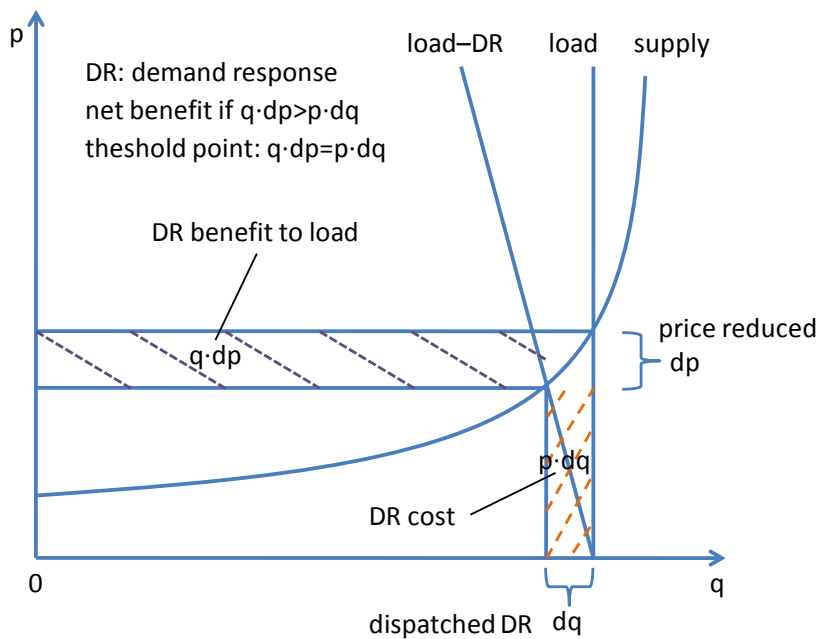 p
load–DR load supply
DR: demand response
net benefit if q·dp>p·dq
theshold point: q·dp=p·dq
DR benefit to load
price reduced
q·dp
dp
p·dq
DR cost
0
q
dispatched DR dq